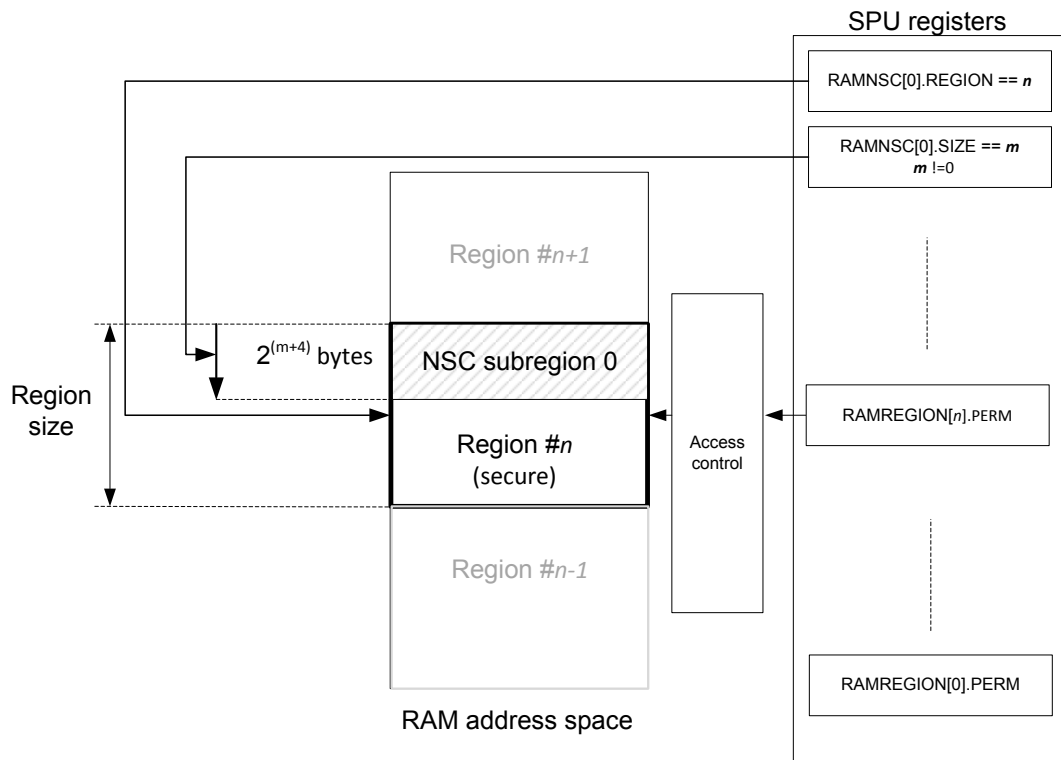 SPU registers
RAMNSC[0].REGION == n
RAMNSC[0].SIZE == m
m !=0
Region #n+1
2^(m+4) bytes
NSC subregion 0
Region
size
Region #n
(secure)
Access
control
RAMREGION[n].PERM
Region #n-1
RAMREGION[0].PERM
RAM address space